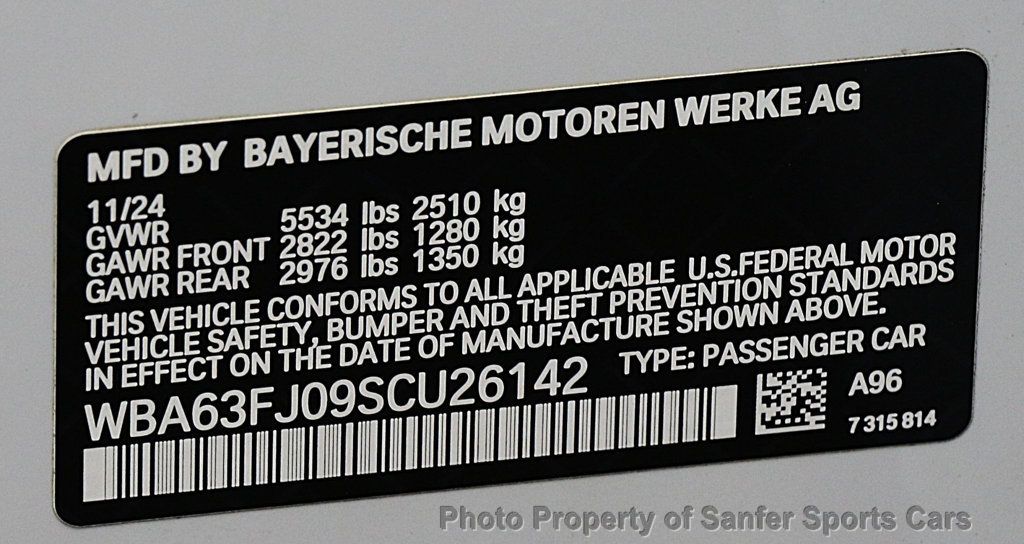 MFD BY BAYERISCHE MOTOREN WERKE AG
11/24
GVWR 5534 lbs 2510 kg
GAWR FRONT 2822 lbs 1280 kg
GAWR REAR 2976 lbs 1350 kg
THIS VEHICLE CONFORMS TO ALL APPLICABLE U.S.FEDERAL MOTOR
VEHICLE SAFETY, BUMPER AND THEFT PREVENTION STANDARDS
IN EFFECT ON THE DATE OF MANUFACTURE SHOWN ABOVE.
WBA63FJ09SCU26142 TYPE: PASSENGER CAR
A96
7 315 814
Photo Property of Sanfer Sports Cars